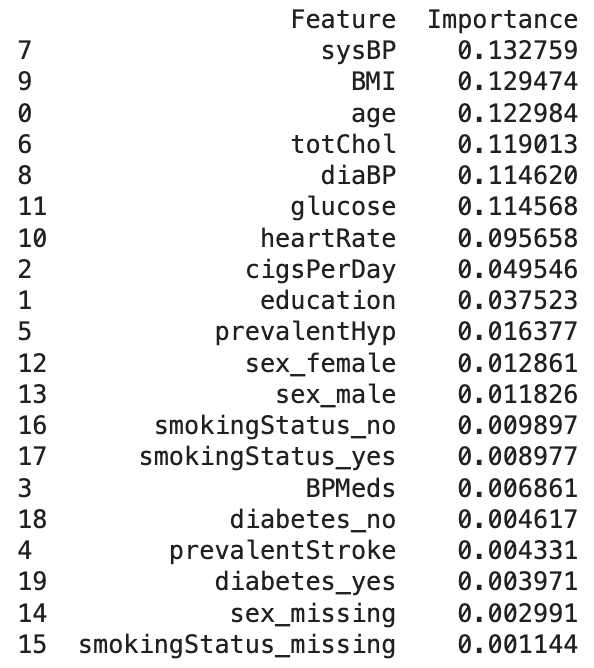 Feature Importance
7 sysBP 0.132759
9 BMI 0.129474
0 age 0.122984
6 totChol 0.119013
8 diaBP 0.114620
11 glucose 0.114568
10 heartRate 0.095658
2 cigsPerDay 0.049546
1 education 0.037523
5 prevalentHyp 0.016377
12 sex_female 0.012861
13 sex_male 0.011826
16 smokingStatus_no 0.009897
17 smokingStatus_yes 0.008977
3 BPMeds 0.006861
18 diabetes_no 0.004617
4 prevalentStroke 0.004331
19 diabetes_yes 0.003971
14 sex_missing 0.002991
15 smokingStatus_missing 0.001144